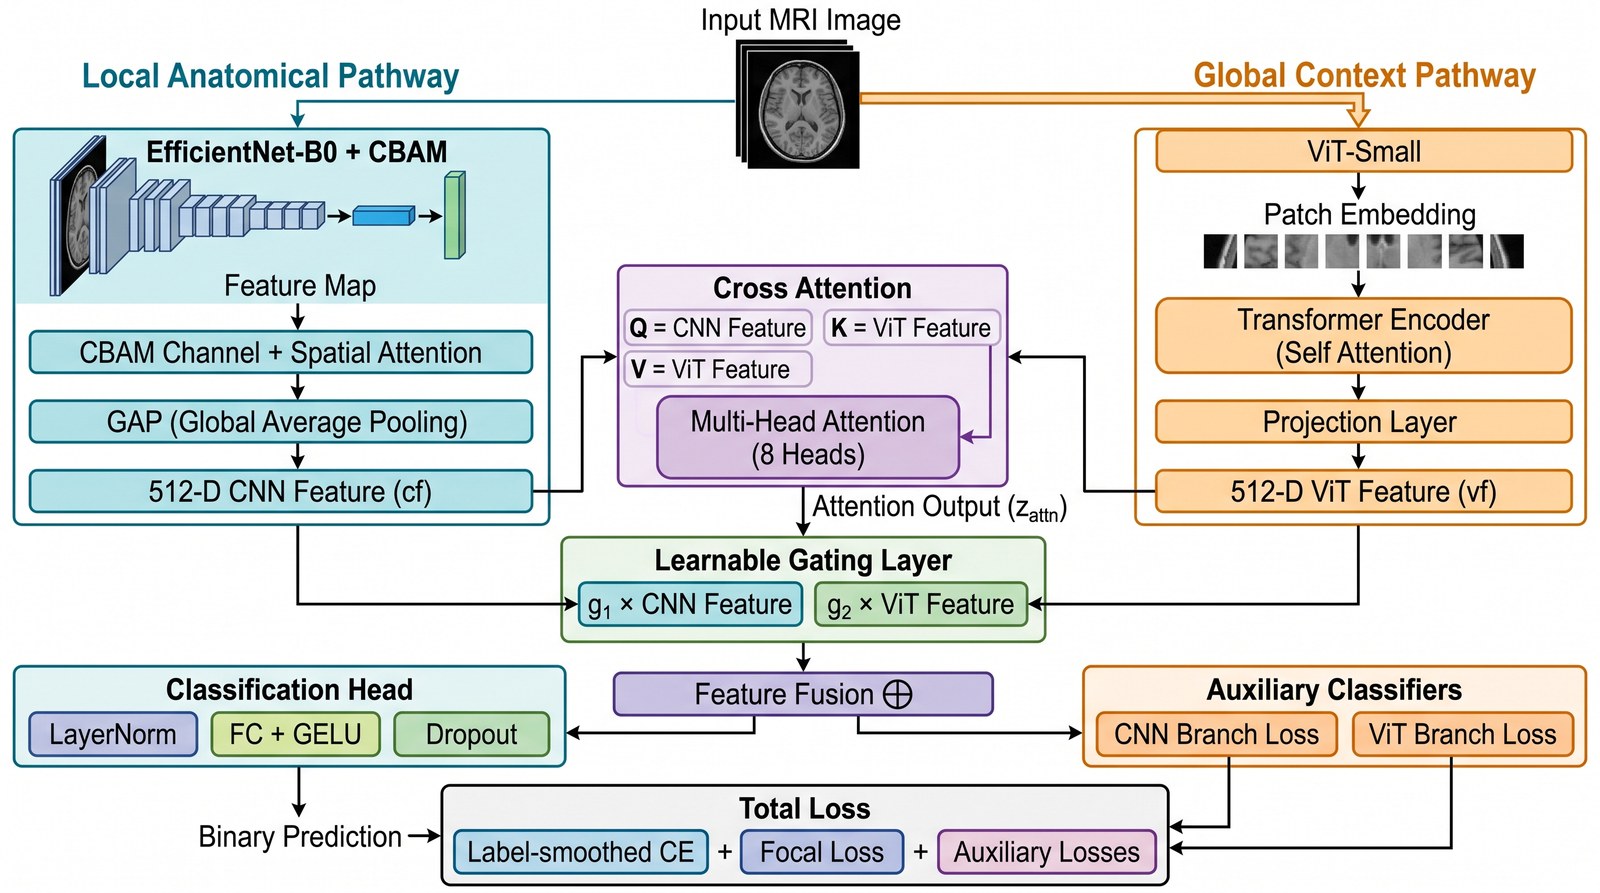 Input MRI Image
Local Anatomical Pathway
Global Context Pathway
EfficientNet-B0 + CBAM
Feature Map
CBAM Channel + Spatial Attention
GAP (Global Average Pooling)
512-D CNN Feature (cf)
ViT-Small
Patch Embedding
Transformer Encoder
(Self Attention)
Projection Layer
512-D ViT Feature (vf)
Cross Attention
Q = CNN Feature
K = ViT Feature
V = ViT Feature
Multi-Head Attention
(8 Heads)
Attention Output (z_attn)
Learnable Gating Layer
g₁ × CNN Feature
g₂ × ViT Feature
Feature Fusion ⊕
Classification Head
LayerNorm
FC + GELU
Dropout
Auxiliary Classifiers
CNN Branch Loss
ViT Branch Loss
Binary Prediction
Total Loss
Label-smoothed CE + Focal Loss + Auxiliary Losses